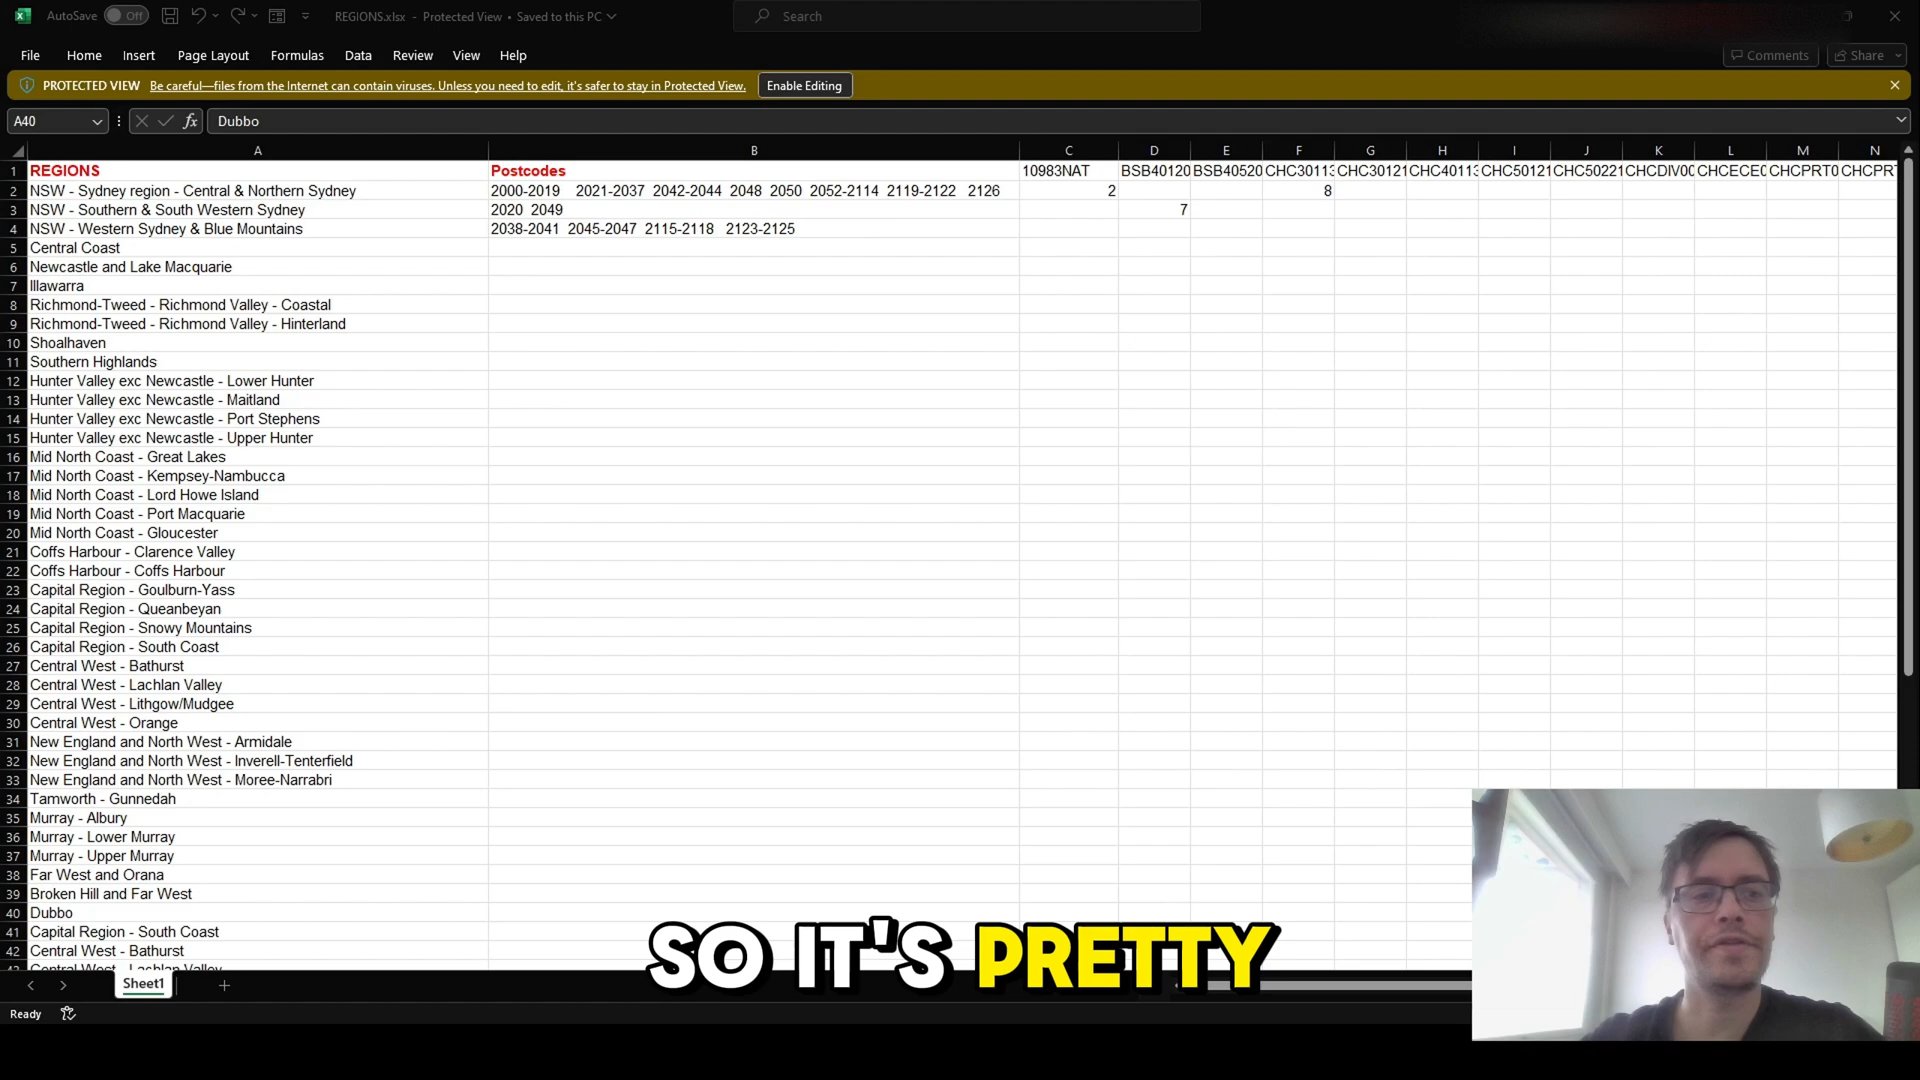 AutoSave Off REGIONS.xlsx - Protected View • Saved to this PC Search
File Home Insert Page Layout Formulas Data Review View Help Comments Share
PROTECTED VIEW Be careful—files from the Internet can contain viruses. Unless you need to edit, it's safer to stay in Protected View. Enable Editing
A40 fx Dubbo
A B C D E F G H I J K L M N
1 REGIONS Postcodes 10983NAT BSB40120 BSB40520 CHC30113 CHC30121 CHC40113 CHC50121 CHC50221 CHCDIV00 CHCECE0 CHCPRT0 CHCPRT
2 NSW - Sydney region - Central & Northern Sydney 2000-2019 2021-2037 2042-2044 2048 2050 2052-2114 2119-2122 2126 2 8
3 NSW - Southern & South Western Sydney 2020 2049 7
4 NSW - Western Sydney & Blue Mountains 2038-2041 2045-2047 2115-2118 2123-2125
5 Central Coast
6 Newcastle and Lake Macquarie
7 Illawarra
8 Richmond-Tweed - Richmond Valley - Coastal
9 Richmond-Tweed - Richmond Valley - Hinterland
10 Shoalhaven
11 Southern Highlands
12 Hunter Valley exc Newcastle - Lower Hunter
13 Hunter Valley exc Newcastle - Maitland
14 Hunter Valley exc Newcastle - Port Stephens
15 Hunter Valley exc Newcastle - Upper Hunter
16 Mid North Coast - Great Lakes
17 Mid North Coast - Kempsey-Nambucca
18 Mid North Coast - Lord Howe Island
19 Mid North Coast - Port Macquarie
20 Mid North Coast - Gloucester
21 Coffs Harbour - Clarence Valley
22 Coffs Harbour - Coffs Harbour
23 Capital Region - Goulburn-Yass
24 Capital Region - Queanbeyan
25 Capital Region - Snowy Mountains
26 Capital Region - South Coast
27 Central West - Bathurst
28 Central West - Lachlan Valley
29 Central West - Lithgow/Mudgee
30 Central West - Orange
31 New England and North West - Armidale
32 New England and North West - Inverell-Tenterfield
33 New England and North West - Moree-Narrabri
34 Tamworth - Gunnedah
35 Murray - Albury
36 Murray - Lower Murray
37 Murray - Upper Murray
38 Far West and Orana
39 Broken Hill and Far West
40 Dubbo
41 Capital Region - South Coast
42 Central West - Bathurst
43 Central West - Lachlan Valley
SO IT'S PRETTY
Sheet1
Ready